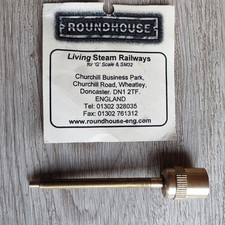 ROUNDHOUSE
Living Steam Railways
for 'G' Scale & SM32
Churchill Business Park,
Churchill Road, Wheatley,
Doncaster. DN1 2TF.
ENGLAND
Tel: 01302 328035
Fax: 01302 761312
www.roundhouse-eng.com